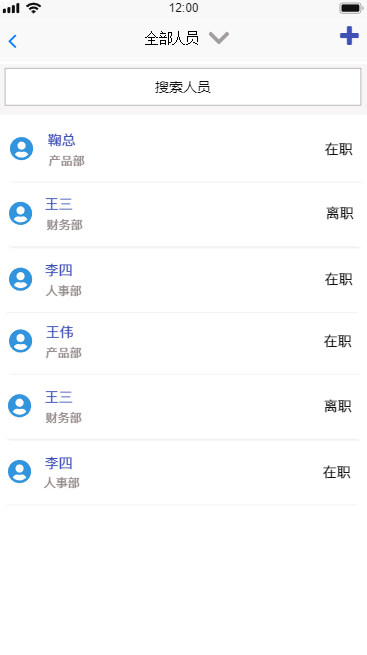 12:00
全部人员
搜索人员
鞠总
产品部
在职
王三
财务部
离职
李四
人事部
在职
王伟
产品部
在职
王三
财务部
离职
李四
人事部
在职